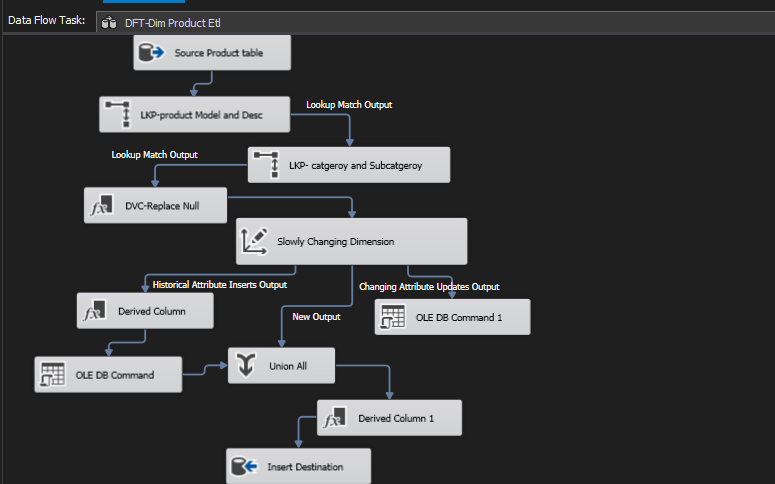 Data Flow Task: DFT-Dim Product Etl
Source Product table
LKP-product Model and Desc
Lookup Match Output
Lookup Match Output
LKP- catgeroy and Subcatgeroy
fx DVC-Replace Null
Slowly Changing Dimension
Historical Attribute Inserts Output
Changing Attribute Updates Output
fx Derived Column
New Output
OLE DB Command 1
OLE DB Command
Union All
fx Derived Column 1
Insert Destination